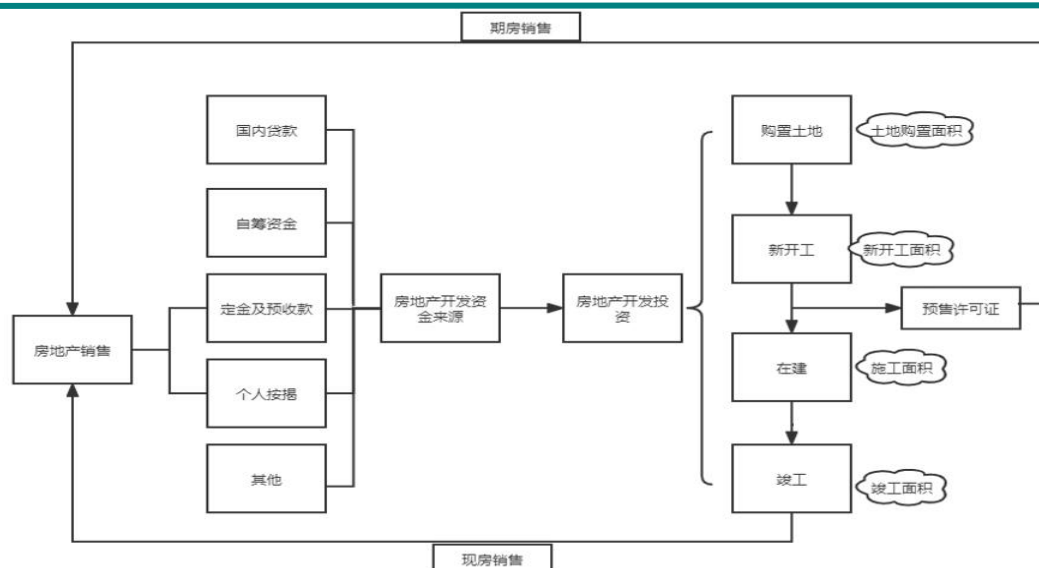 期房销售
国内贷款
购置土地
土地购置面积
自筹资金
新开工
新开工面积
定金及预收款
房地产开发资
金来源
房地产开发投
资
预售许可证
房地产销售
个人按揭
在建
施工面积
其他
竣工
竣工面积
现房销售